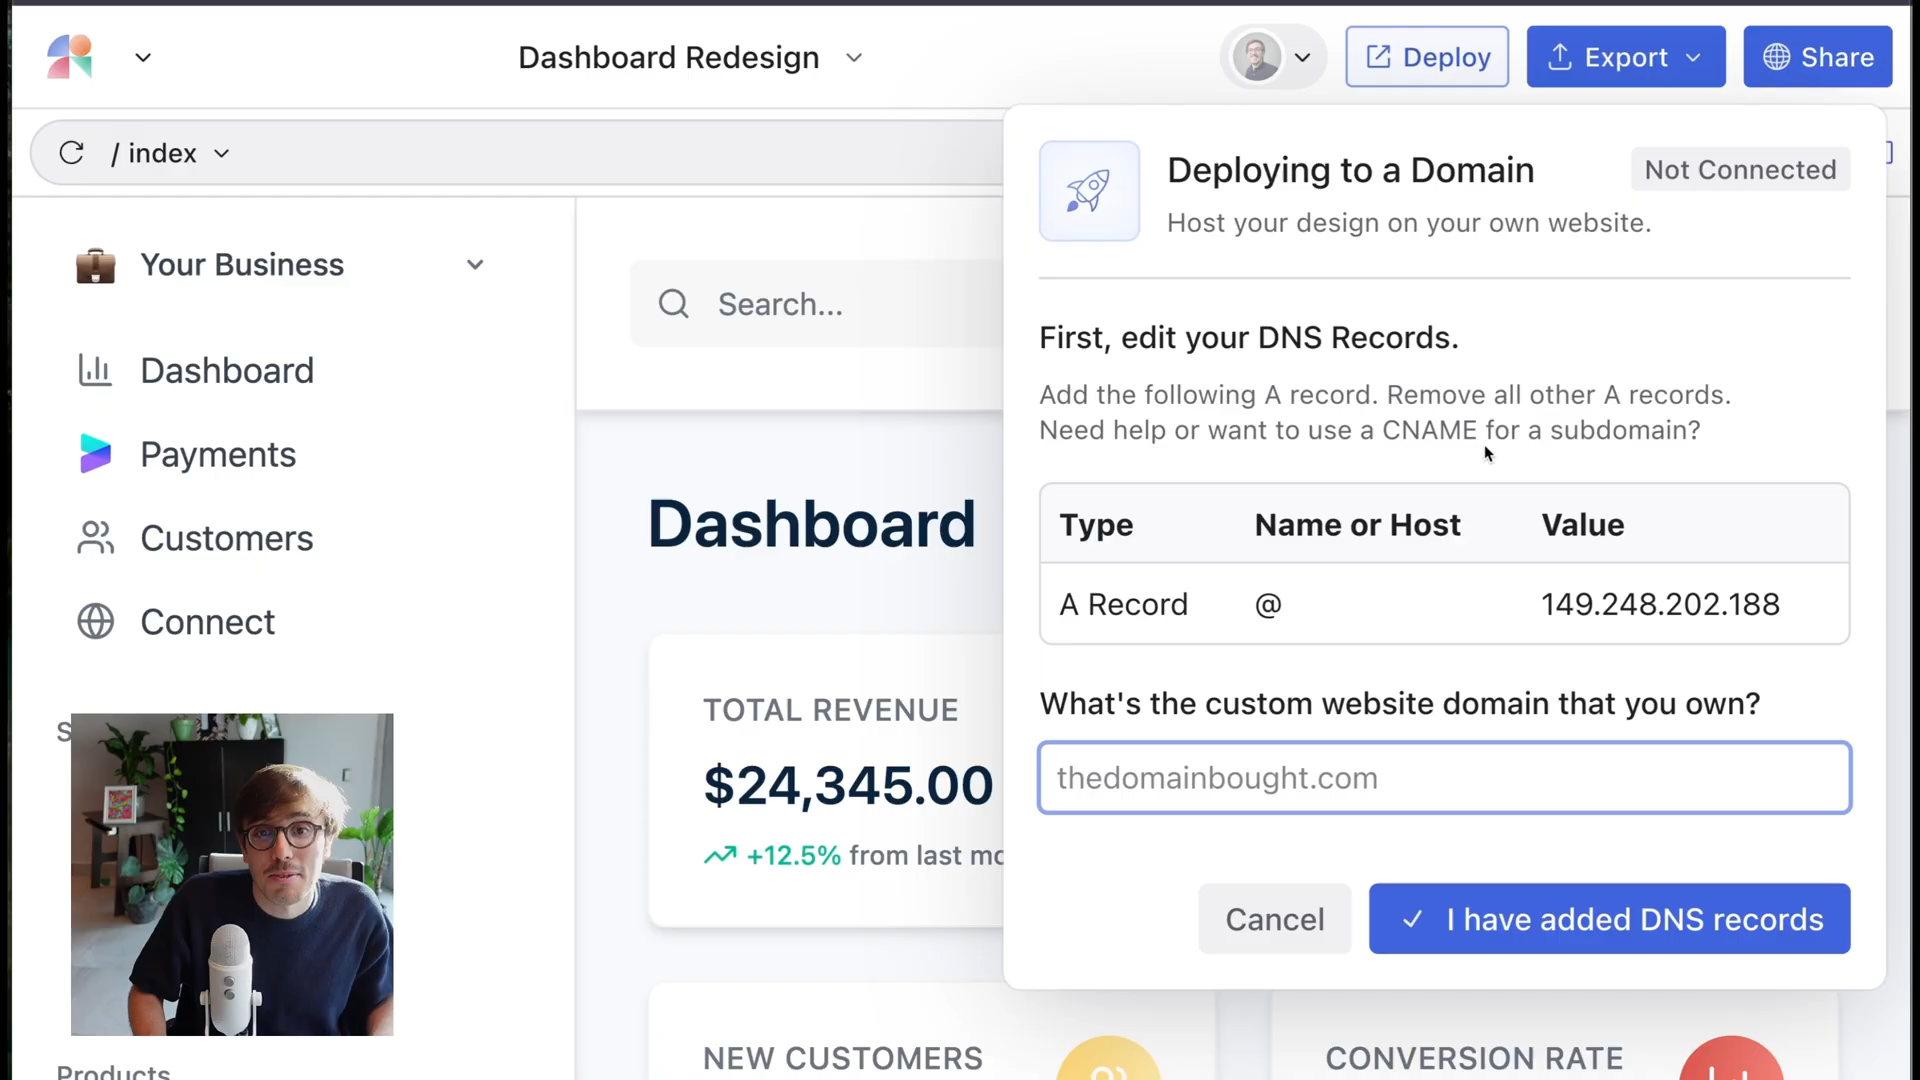 Dashboard Redesign
Deploy
Export
Share
/ index
Your Business
Dashboard
Payments
Customers
Connect
Products
Search...
Dashboard
TOTAL REVENUE
$24,345.00
+12.5% from last mo
NEW CUSTOMERS
CONVERSION RATE
Deploying to a Domain
Not Connected
Host your design on your own website.
First, edit your DNS Records.
Add the following A record. Remove all other A records.
Need help or want to use a CNAME for a subdomain?
Type Name or Host Value
A Record @ 149.248.202.188
What's the custom website domain that you own?
thedomainbought.com
Cancel
I have added DNS records